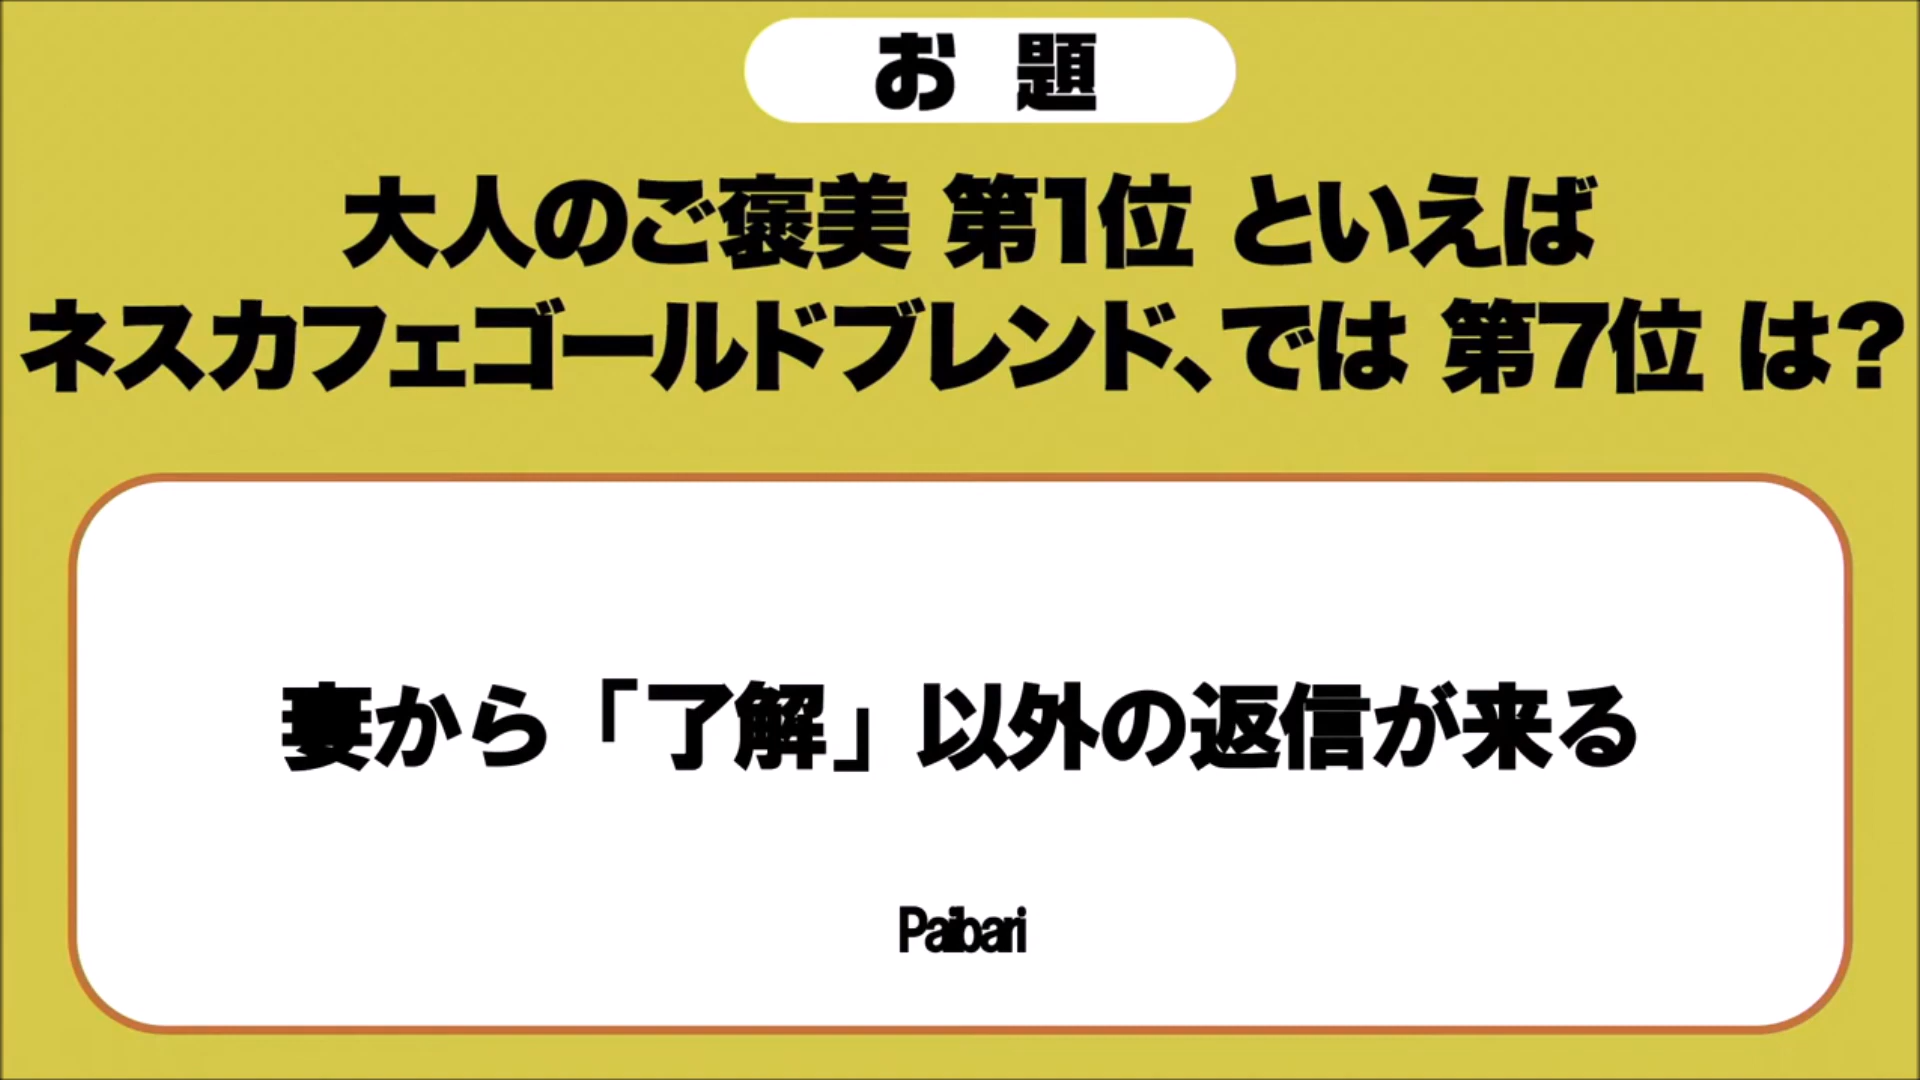 お題
大人のご褒美 第1位 といえば
ネスカフェゴールドブレンド、では 第7位 は?
妻から「了解」以外の返信が来る
Paibari